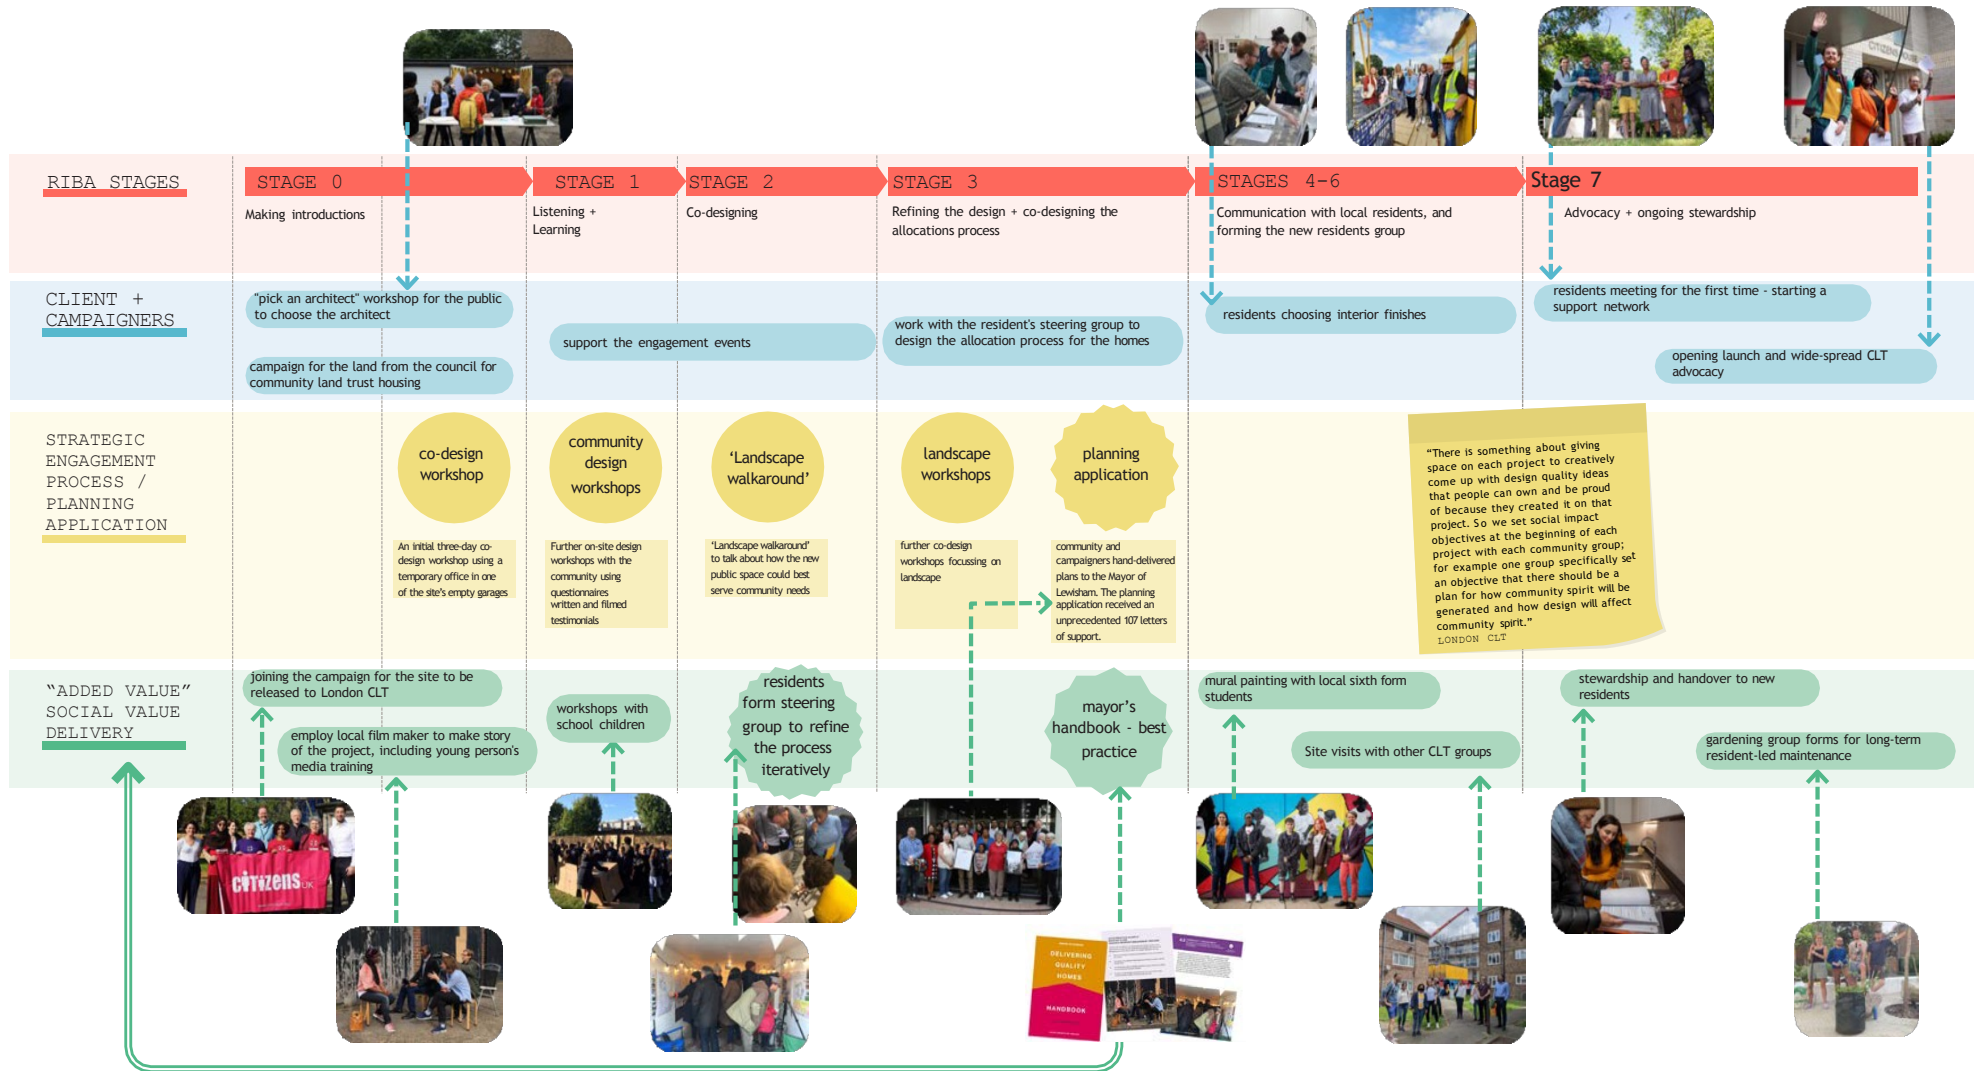 RIBA STAGES
STAGE 0
STAGE 1
STAGE 2
STAGE 3
STAGES 4-6
Stage 7
Making introductions
Listening +
Learning
Co-designing
Refining the design + co-designing the
allocations process
Communication with local residents, and
forming the new residents group
Advocacy + ongoing stewardship
CLIENT +
CAMPAIGNERS
"pick an architect" workshop for the public
to choose the architect
campaign for the land from the council for
community land trust housing
support the engagement events
work with the resident's steering group to
design the allocation process for the homes
residents choosing interior finishes
residents meeting for the first time - starting a
support network
opening launch and wide-spread CLT
advocacy
STRATEGIC
ENGAGEMENT
PROCESS /
PLANNING
APPLICATION
co-design
workshop
An initial three-day co-
design workshop using a
temporary office in one
of the site's empty garages
community
design
workshops
Further on-site design
workshops with the
community using
questionnaires
written and filmed
testimonials
‘Landscape
walkaround’
‘Landscape walkaround’
to talk about how the new
public space could best
serve community needs
landscape
workshops
further co-design
workshops focussing on
landscape
planning
application
community and
campaigners hand-delivered
plans to the Mayor of
Lewisham. The planning
application received an
unprecedented 107 letters
of support.
“There is something about giving
space on each project to creatively
come up with design quality ideas
that people can own and be proud
of because they created it on that
project. So we set social impact
objectives at the beginning of each
project with each community group;
for example one group specifically set
an objective that there should be a
plan for how community spirit will be
generated and how design will affect
community spirit.”
LONDON CLT
“ADDED VALUE”
SOCIAL VALUE
DELIVERY
joining the campaign for the site to be
released to London CLT
employ local film maker to make story
of the project, including young person's
media training
workshops with
school children
residents
form steering
group to refine
the process
iteratively
mayor’s
handbook - best
practice
mural painting with local sixth form
students
Site visits with other CLT groups
stewardship and handover to new
residents
gardening group forms for long-term
resident-led maintenance
CITIZENS UK
DELIVERING
QUALITY
HOMES
HANDBOOK